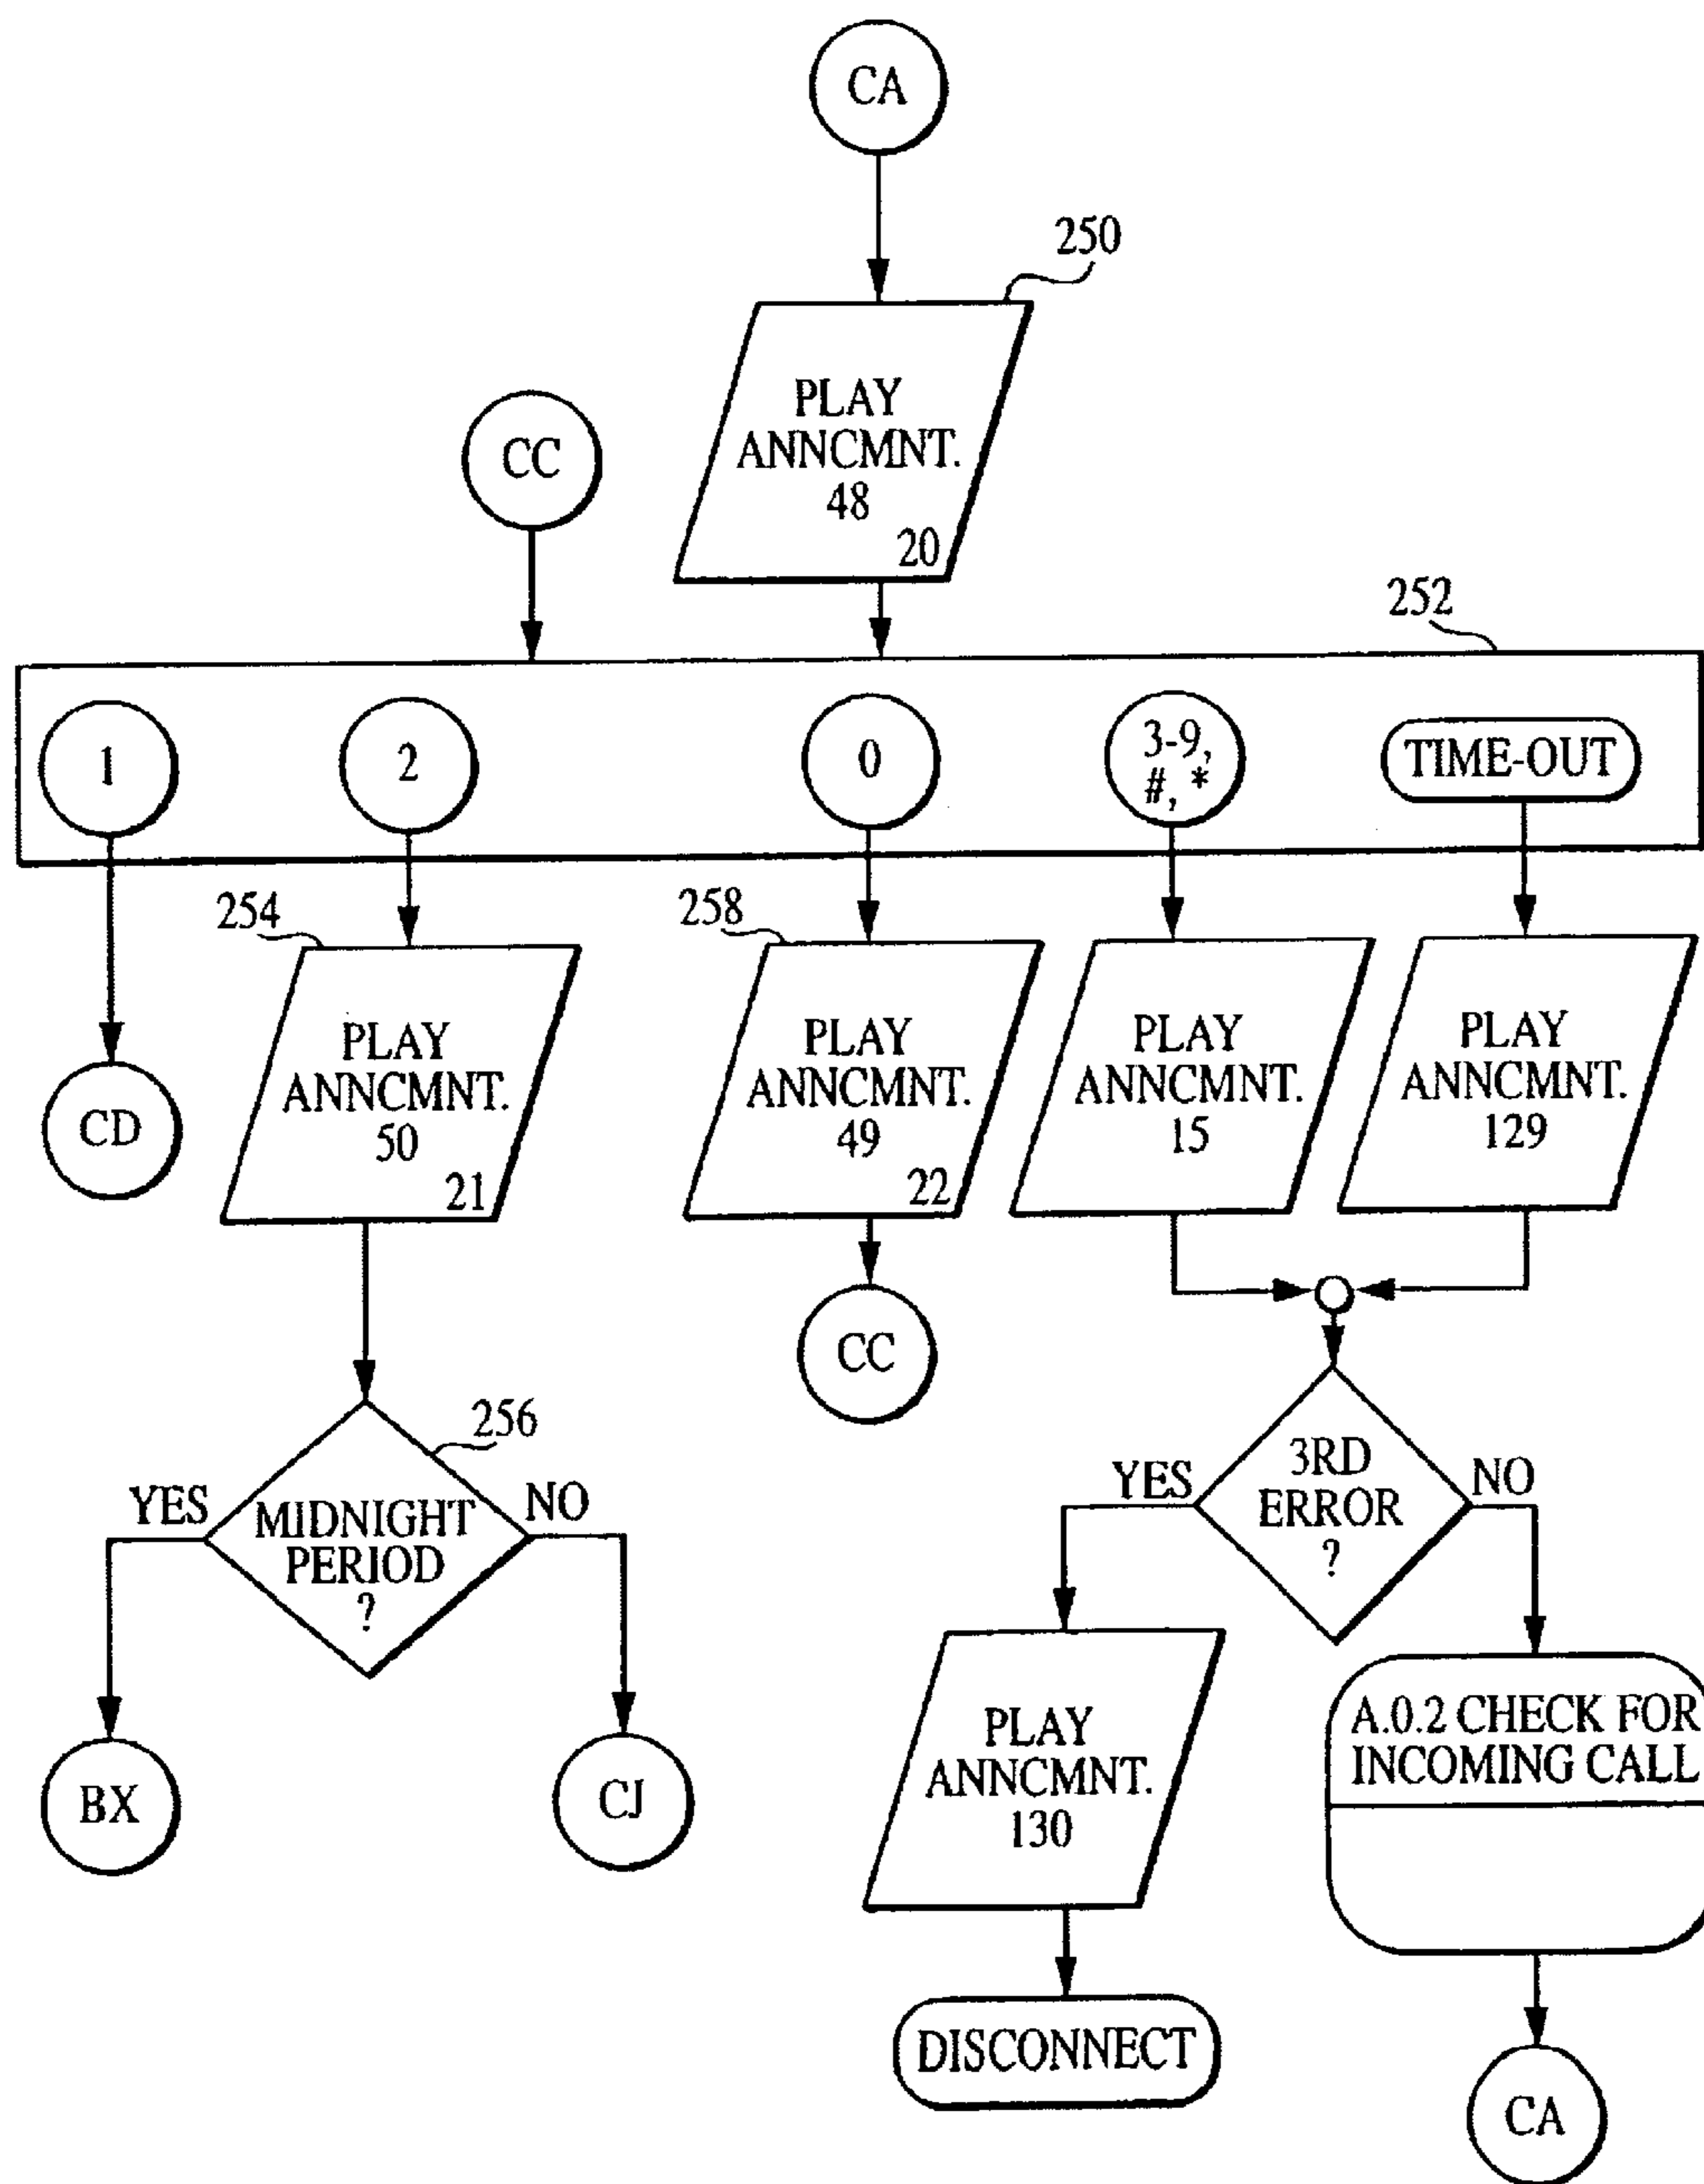 CA
250
PLAY
ANNCMNT.
48
20
CC
252
1
2
0
3-9,
#, *
TIME-OUT
254
258
PLAY
ANNCMNT.
50
21
PLAY
ANNCMNT.
49
22
PLAY
ANNCMNT.
15
PLAY
ANNCMNT.
129
CD
CC
256
YES
MIDNIGHT
PERIOD
?
NO
YES
3RD
ERROR
?
NO
BX
CJ
PLAY
ANNCMNT.
130
A.0.2 CHECK FOR
INCOMING CALL
DISCONNECT
CA